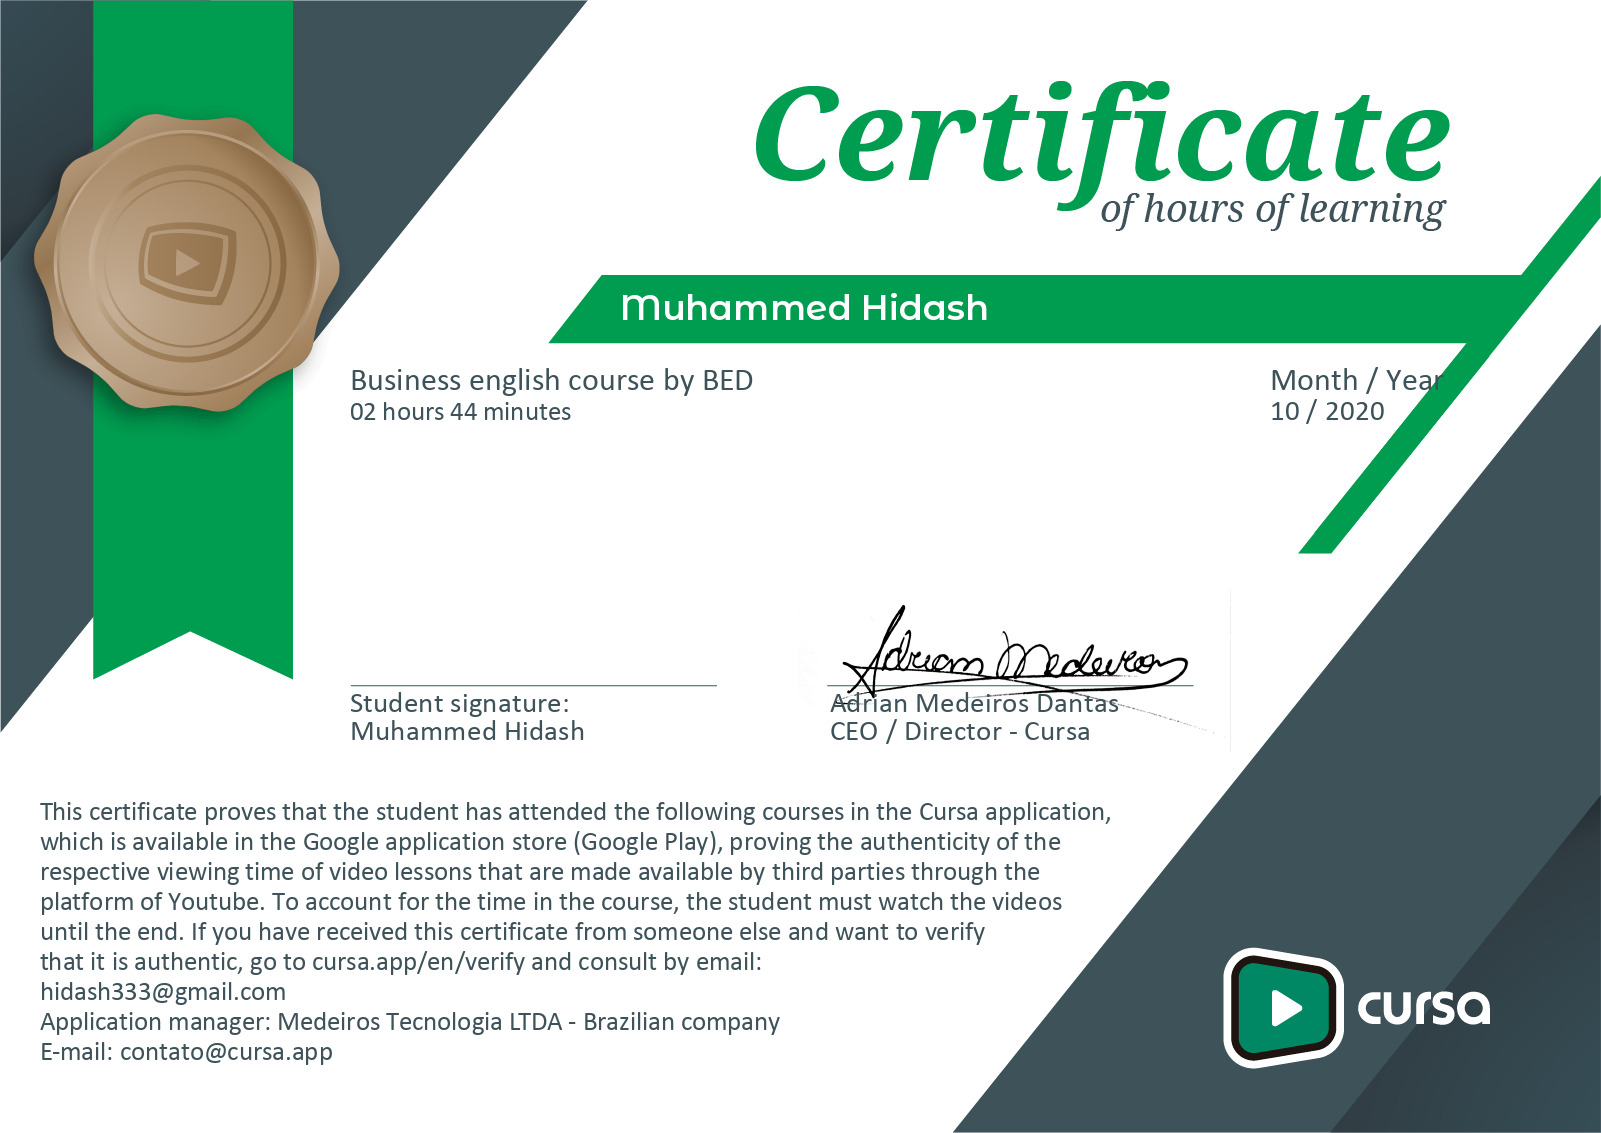 Certificate
of hours of learning
Muhammed Hidash
Business english course by BED
02 hours 44 minutes
Month / Year
10 / 2020
Adrian Medeiros
Student signature:
Muhammed Hidash
Adrian Medeiros Dantas
CEO / Director - Cursa
This certificate proves that the student has attended the following courses in the Cursa application,
which is available in the Google application store (Google Play), proving the authenticity of the
respective viewing time of video lessons that are made available by third parties through the
platform of Youtube. To account for the time in the course, the student must watch the videos
until the end. If you have received this certificate from someone else and want to verify
that it is authentic, go to cursa.app/en/verify and consult by email:
hidash333@gmail.com
Application manager: Medeiros Tecnologia LTDA - Brazilian company
E-mail: contato@cursa.app
cursa